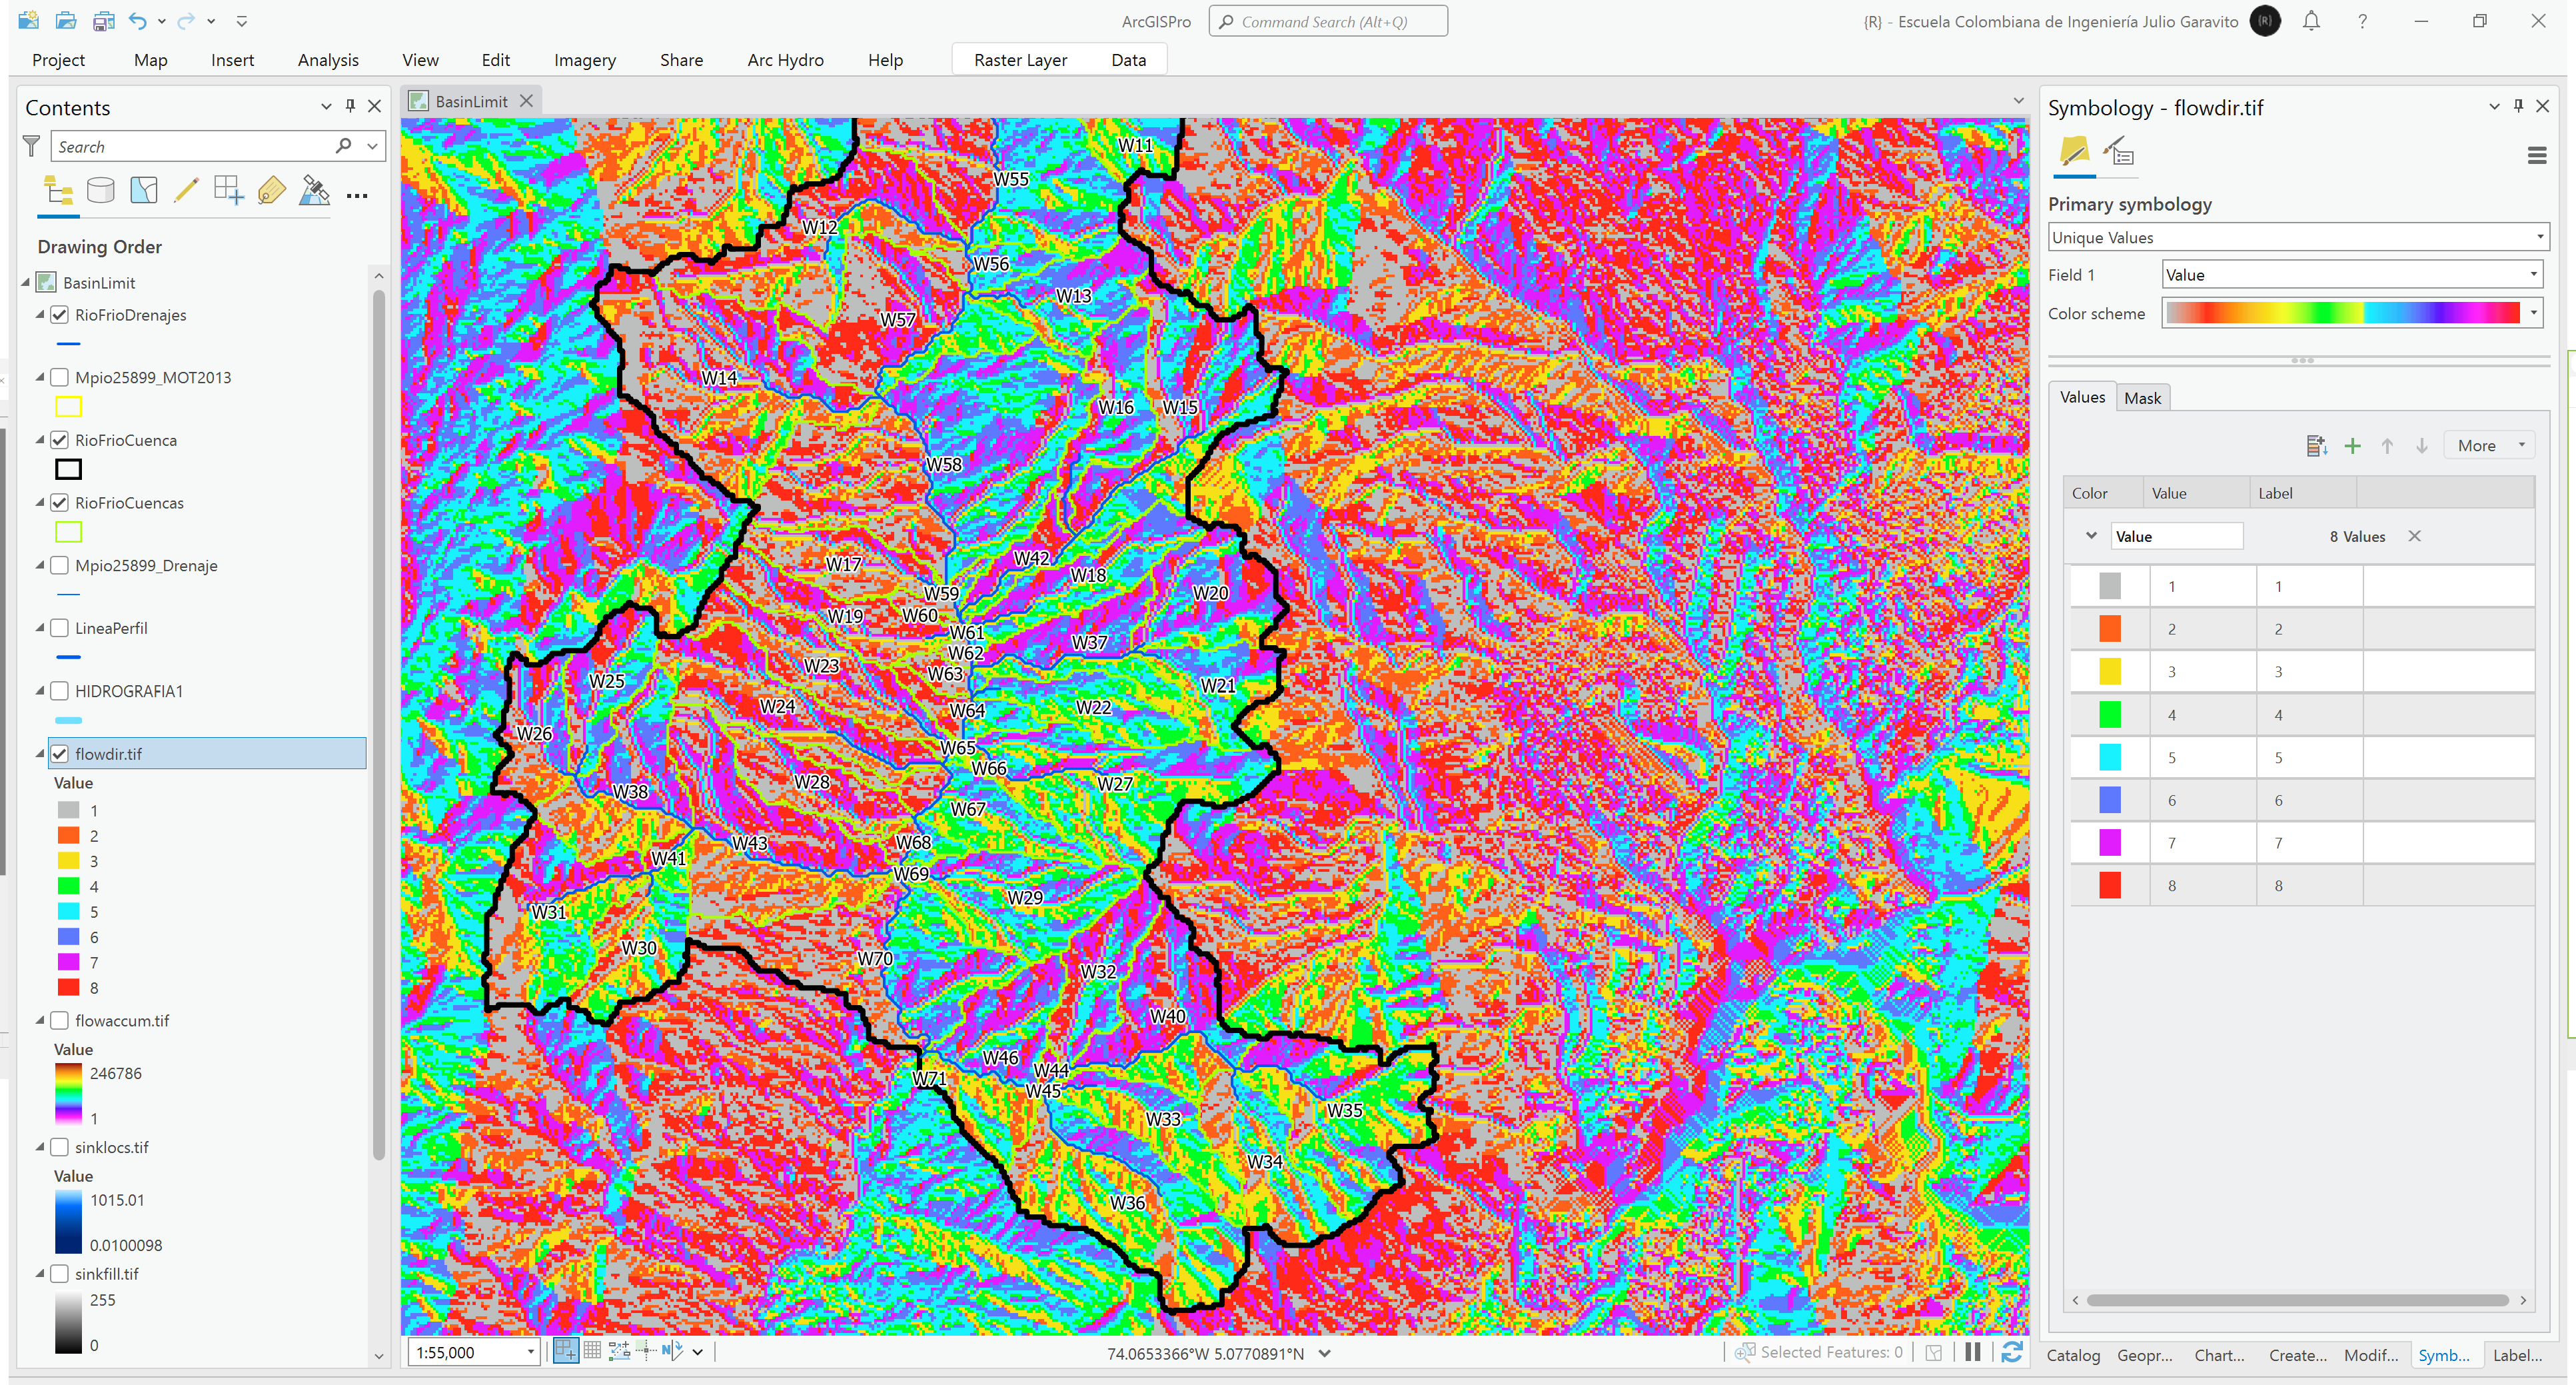 ArcGISPro
Command Search (Alt+Q)
{R} - Escuela Colombiana de Ingeniería Julio Garavito
{R}
Project
Map
Insert
Analysis
View
Edit
Imagery
Share
Arc Hydro
Help
Raster Layer
Data
Contents
Search
Drawing Order
BasinLimit
RioFrioDrenajes
Mpio25899_MOT2013
RioFrioCuenca
RioFrioCuencas
Mpio25899_Drenaje
LineaPerfil
HIDROGRAFIA1
flowdir.tif
Value
1
2
3
4
5
6
7
8
flowaccum.tif
Value
246786
1
sinklocs.tif
Value
1015.01
0.0100098
sinkfill.tif
255
0
BasinLimit
W11
W55
W12
W56
W13
W57
W14
W16
W15
W58
W42
W17
W18
W59
W20
W19
W60
W61
W37
W62
W23
W63
W25
W21
W24
W64
W22
W26
W65
W66
W28
W27
W38
W67
W43
W68
W41
W69
W29
W31
W30
W70
W32
W40
W46
W44
W71
W45
W35
W33
W34
W36
1:55,000
74.0653366°W 5.0770891°N
Selected Features: 0
Symbology - flowdir.tif
Primary symbology
Unique Values
Field 1
Value
Color scheme
Values
Mask
More
Color
Value
Label
Value
8 Values
1 1
2 2
3 3
4 4
5 5
6 6
7 7
8 8
Catalog
Geopr...
Chart...
Create...
Modif...
Symb...
Label...